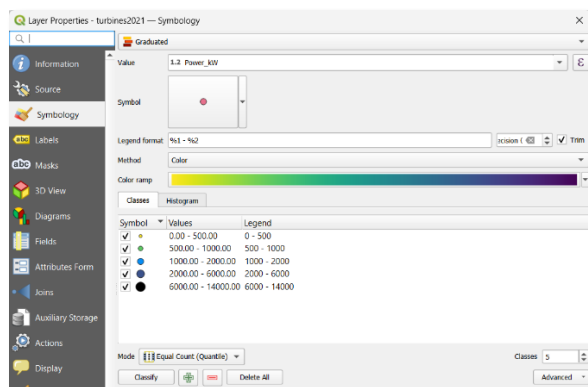 Layer Properties - turbines2021 — Symbology
Information
Source
Symbology
Labels
Masks
3D View
Diagrams
Fields
Attributes Form
Joins
Auxiliary Storage
Actions
Display
Graduated
Value 1.2 Power_kW ε
Symbol
Legend format %1 - %2 Trim
Method Color
Color ramp
Classes Histogram
Symbol Values Legend
0.00 - 500.00 0 - 500
500.00 - 1000.00 500 - 1000
1000.00 - 2000.00 1000 - 2000
2000.00 - 6000.00 2000 - 6000
6000.00 - 14000.00 6000 - 14000
Mode Equal Count (Quantile) Classes 5
Classify Delete All Advanced